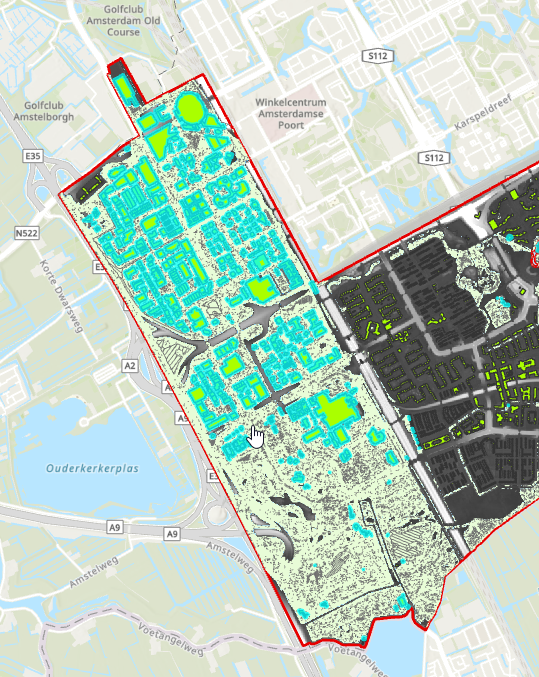 Golfclub
Amsterdam Old
Course
S112
Golfclub
Amstelborgh
Winkelcentrum
Amsterdamse
Poort
Karspeldreef
E35
S112
N522
Korte Dwarsweg
A2
Ouderkerkerplas
A9
A9
Amstelweg
Amstelweg
Voetangelweg
Voetangelweg